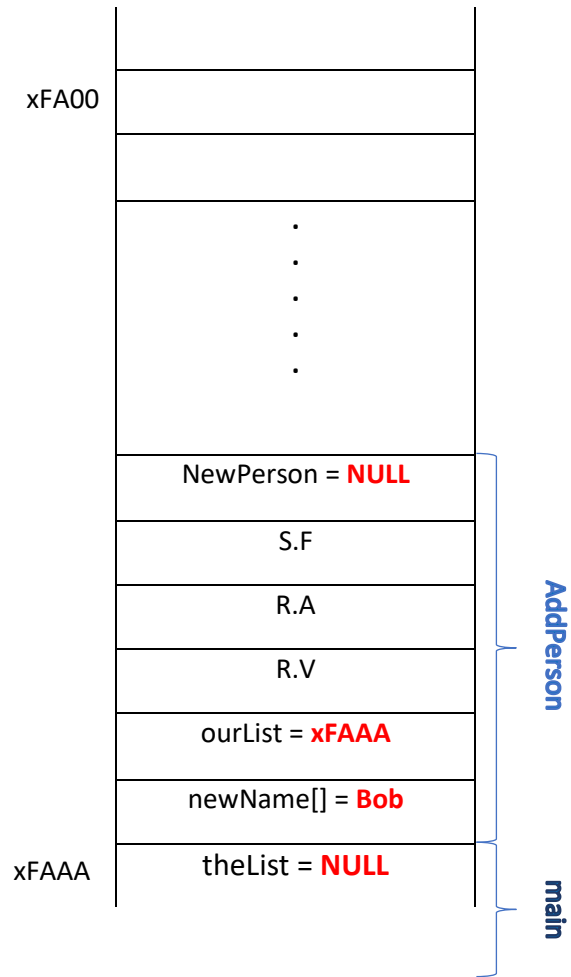 xFA00
.
.
.
.
.
NewPerson = NULL
S.F
R.A
R.V
ourList = xFAAA
newName[] = Bob
AddPerson
xFAAA
theList = NULL
main